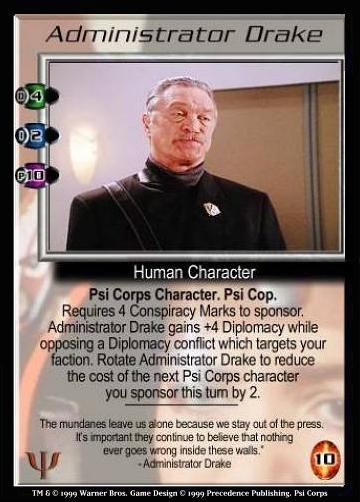 Administrator Drake
D 4
I 2
P 10
Human Character
Psi Corps Character. Psi Cop.
Requires 4 Conspiracy Marks to sponsor.
Administrator Drake gains +4 Diplomacy while
opposing a Diplomacy conflict which targets your
faction. Rotate Administrator Drake to reduce
the cost of the next Psi Corps character
you sponsor this turn by 2.
The mundanes leave us alone because we stay out of the press.
It's important they continue to believe that nothing
ever goes wrong inside these walls."
- Administrator Drake
Ψ
10
TM & © 1999 Warner Bros. Game Design © 1999 Precedence Publishing. Psi Corps